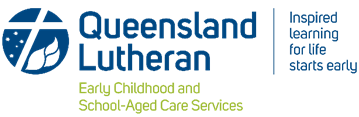 Queensland
Lutheran
Early Childhood and
School-Aged Care Services
Inspired
learning
for life
starts early